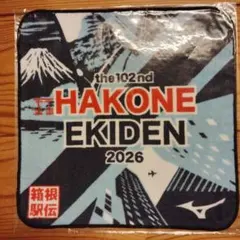 the 102nd
HAKONE
EKIDEN
2026
箱根
駅伝